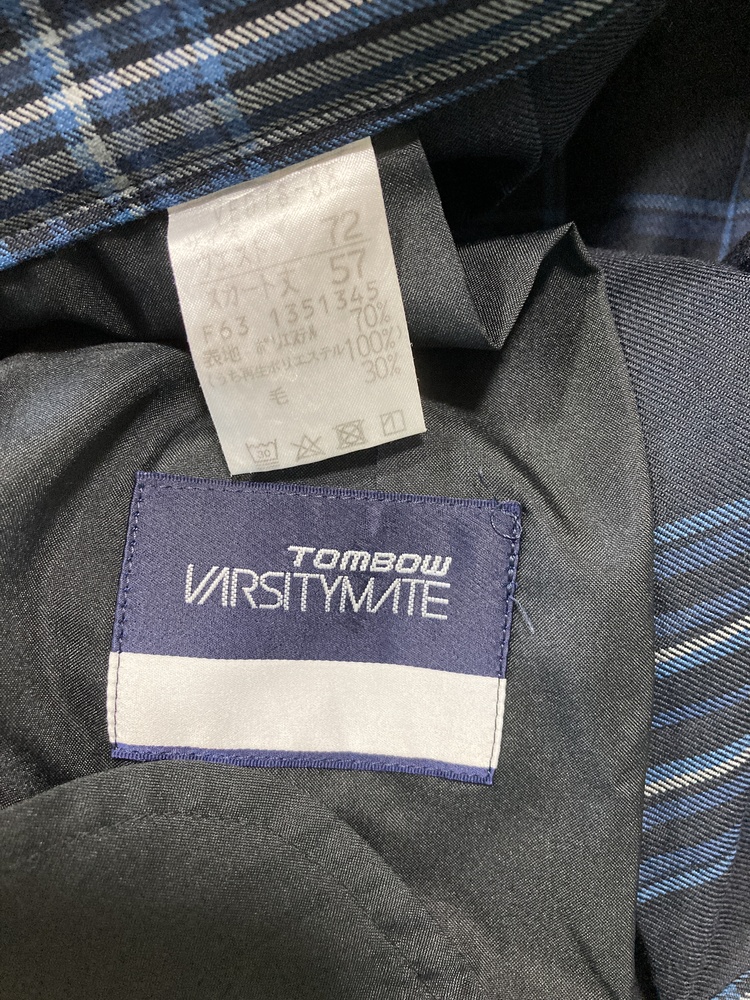 ウエスト 72
スカート丈 57
F63 1351345
表地 ポリエステル 70%
(うち再生ポリエステル100%)
毛 30%
30
TOMBOW
VARSITYMATE